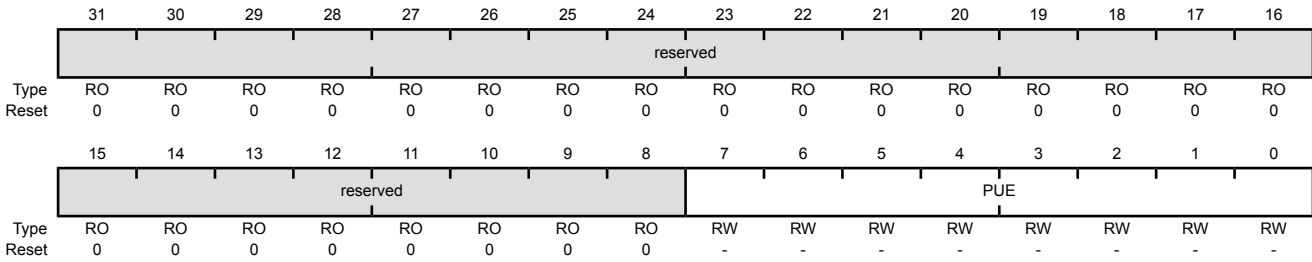 31 30 29 28 27 26 25 24 23 22 21 20 19 18 17 16
reserved
Type RO RO RO RO RO RO RO RO RO RO RO RO RO RO RO RO
Reset 0 0 0 0 0 0 0 0 0 0 0 0 0 0 0 0
15 14 13 12 11 10 9 8 7 6 5 4 3 2 1 0
reserved PUE
Type RO RO RO RO RO RO RO RO RW RW RW RW RW RW RW RW
Reset 0 0 0 0 0 0 0 0 - - - - - - - -